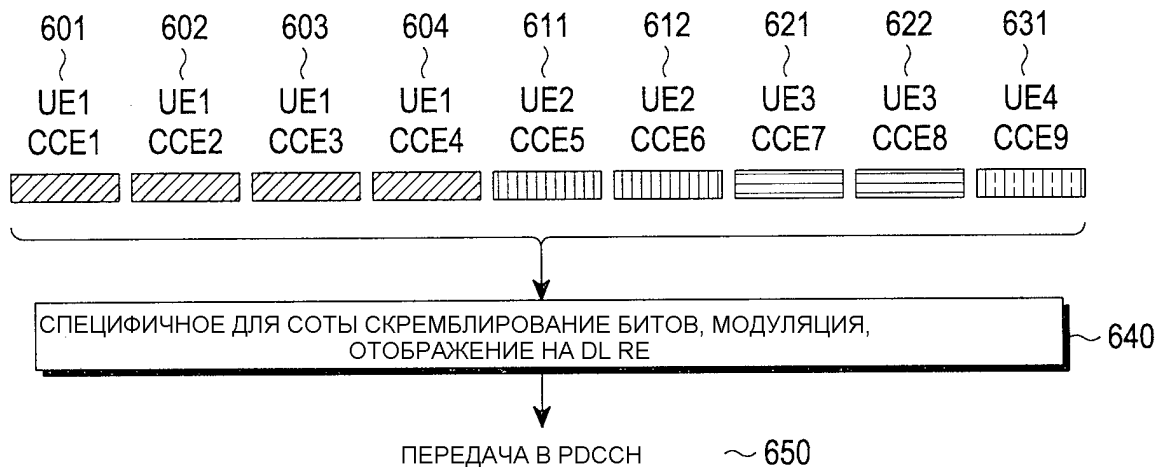 601 602 603 604 611 612 621 622 631
UE1 UE1 UE1 UE1 UE2 UE2 UE3 UE3 UE4
CCE1 CCE2 CCE3 CCE4 CCE5 CCE6 CCE7 CCE8 CCE9
СПЕЦИФИЧНОЕ ДЛЯ СОТЫ СКРЕМБЛИРОВАНИЕ БИТОВ, МОДУЛЯЦИЯ,
ОТОБРАЖЕНИЕ НА DL RE
640
ПЕРЕДАЧА В PDCCH 650